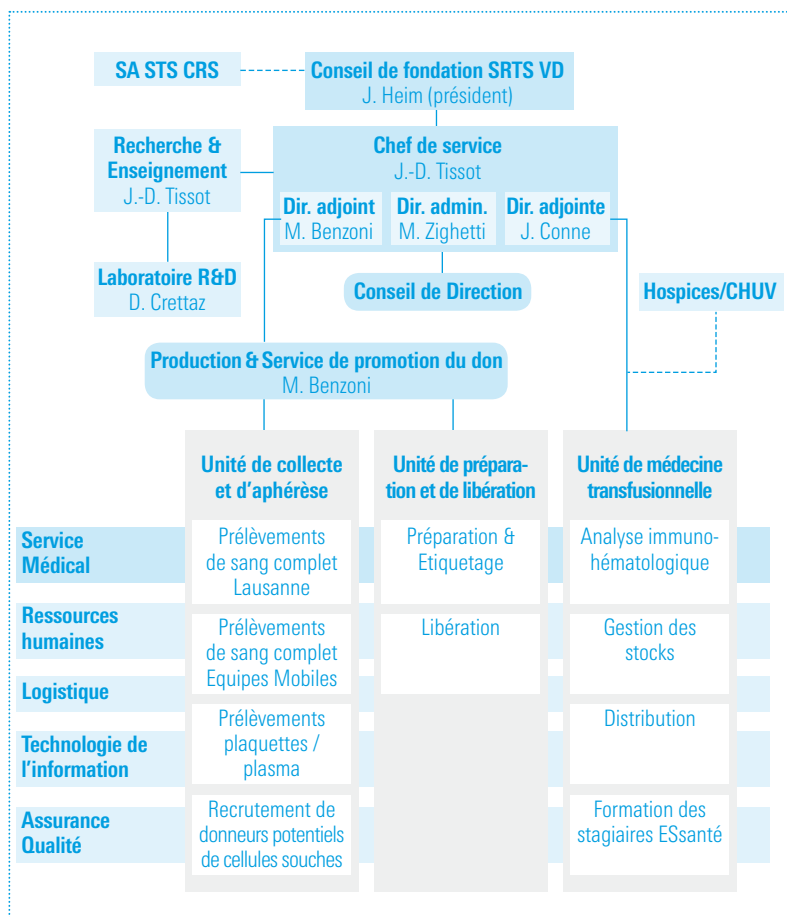 SA STS CRS
Conseil de fondation SRTS VD
J. Heim (président)
Recherche &
Enseignement
J.-D. Tissot
Chef de service
J.-D. Tissot
Dir. adjoint
M. Benzoni
Dir. admin.
M. Zighetti
Dir. adjointe
J. Conne
Laboratoire R&D
D. Crettaz
Conseil de Direction
Hospices/CHUV
Production & Service de promotion du don
M. Benzoni
Unité de collecte
et d'aphérèse
Unité de prépara-
tion et de libération
Unité de médecine
transfusionnelle
Service
Médical
Prélèvements
de sang complet
Lausanne
Préparation &
Etiquetage
Analyse immuno-
hématologique
Ressources
humaines
Prélèvements
de sang complet
Equipes Mobiles
Libération
Gestion des
stocks
Logistique
Technologie de
l'information
Prélèvements
plaquettes /
plasma
Distribution
Assurance
Qualité
Recrutement de
donneurs potentiels
de cellules souches
Formation des
stagiaires ESsanté